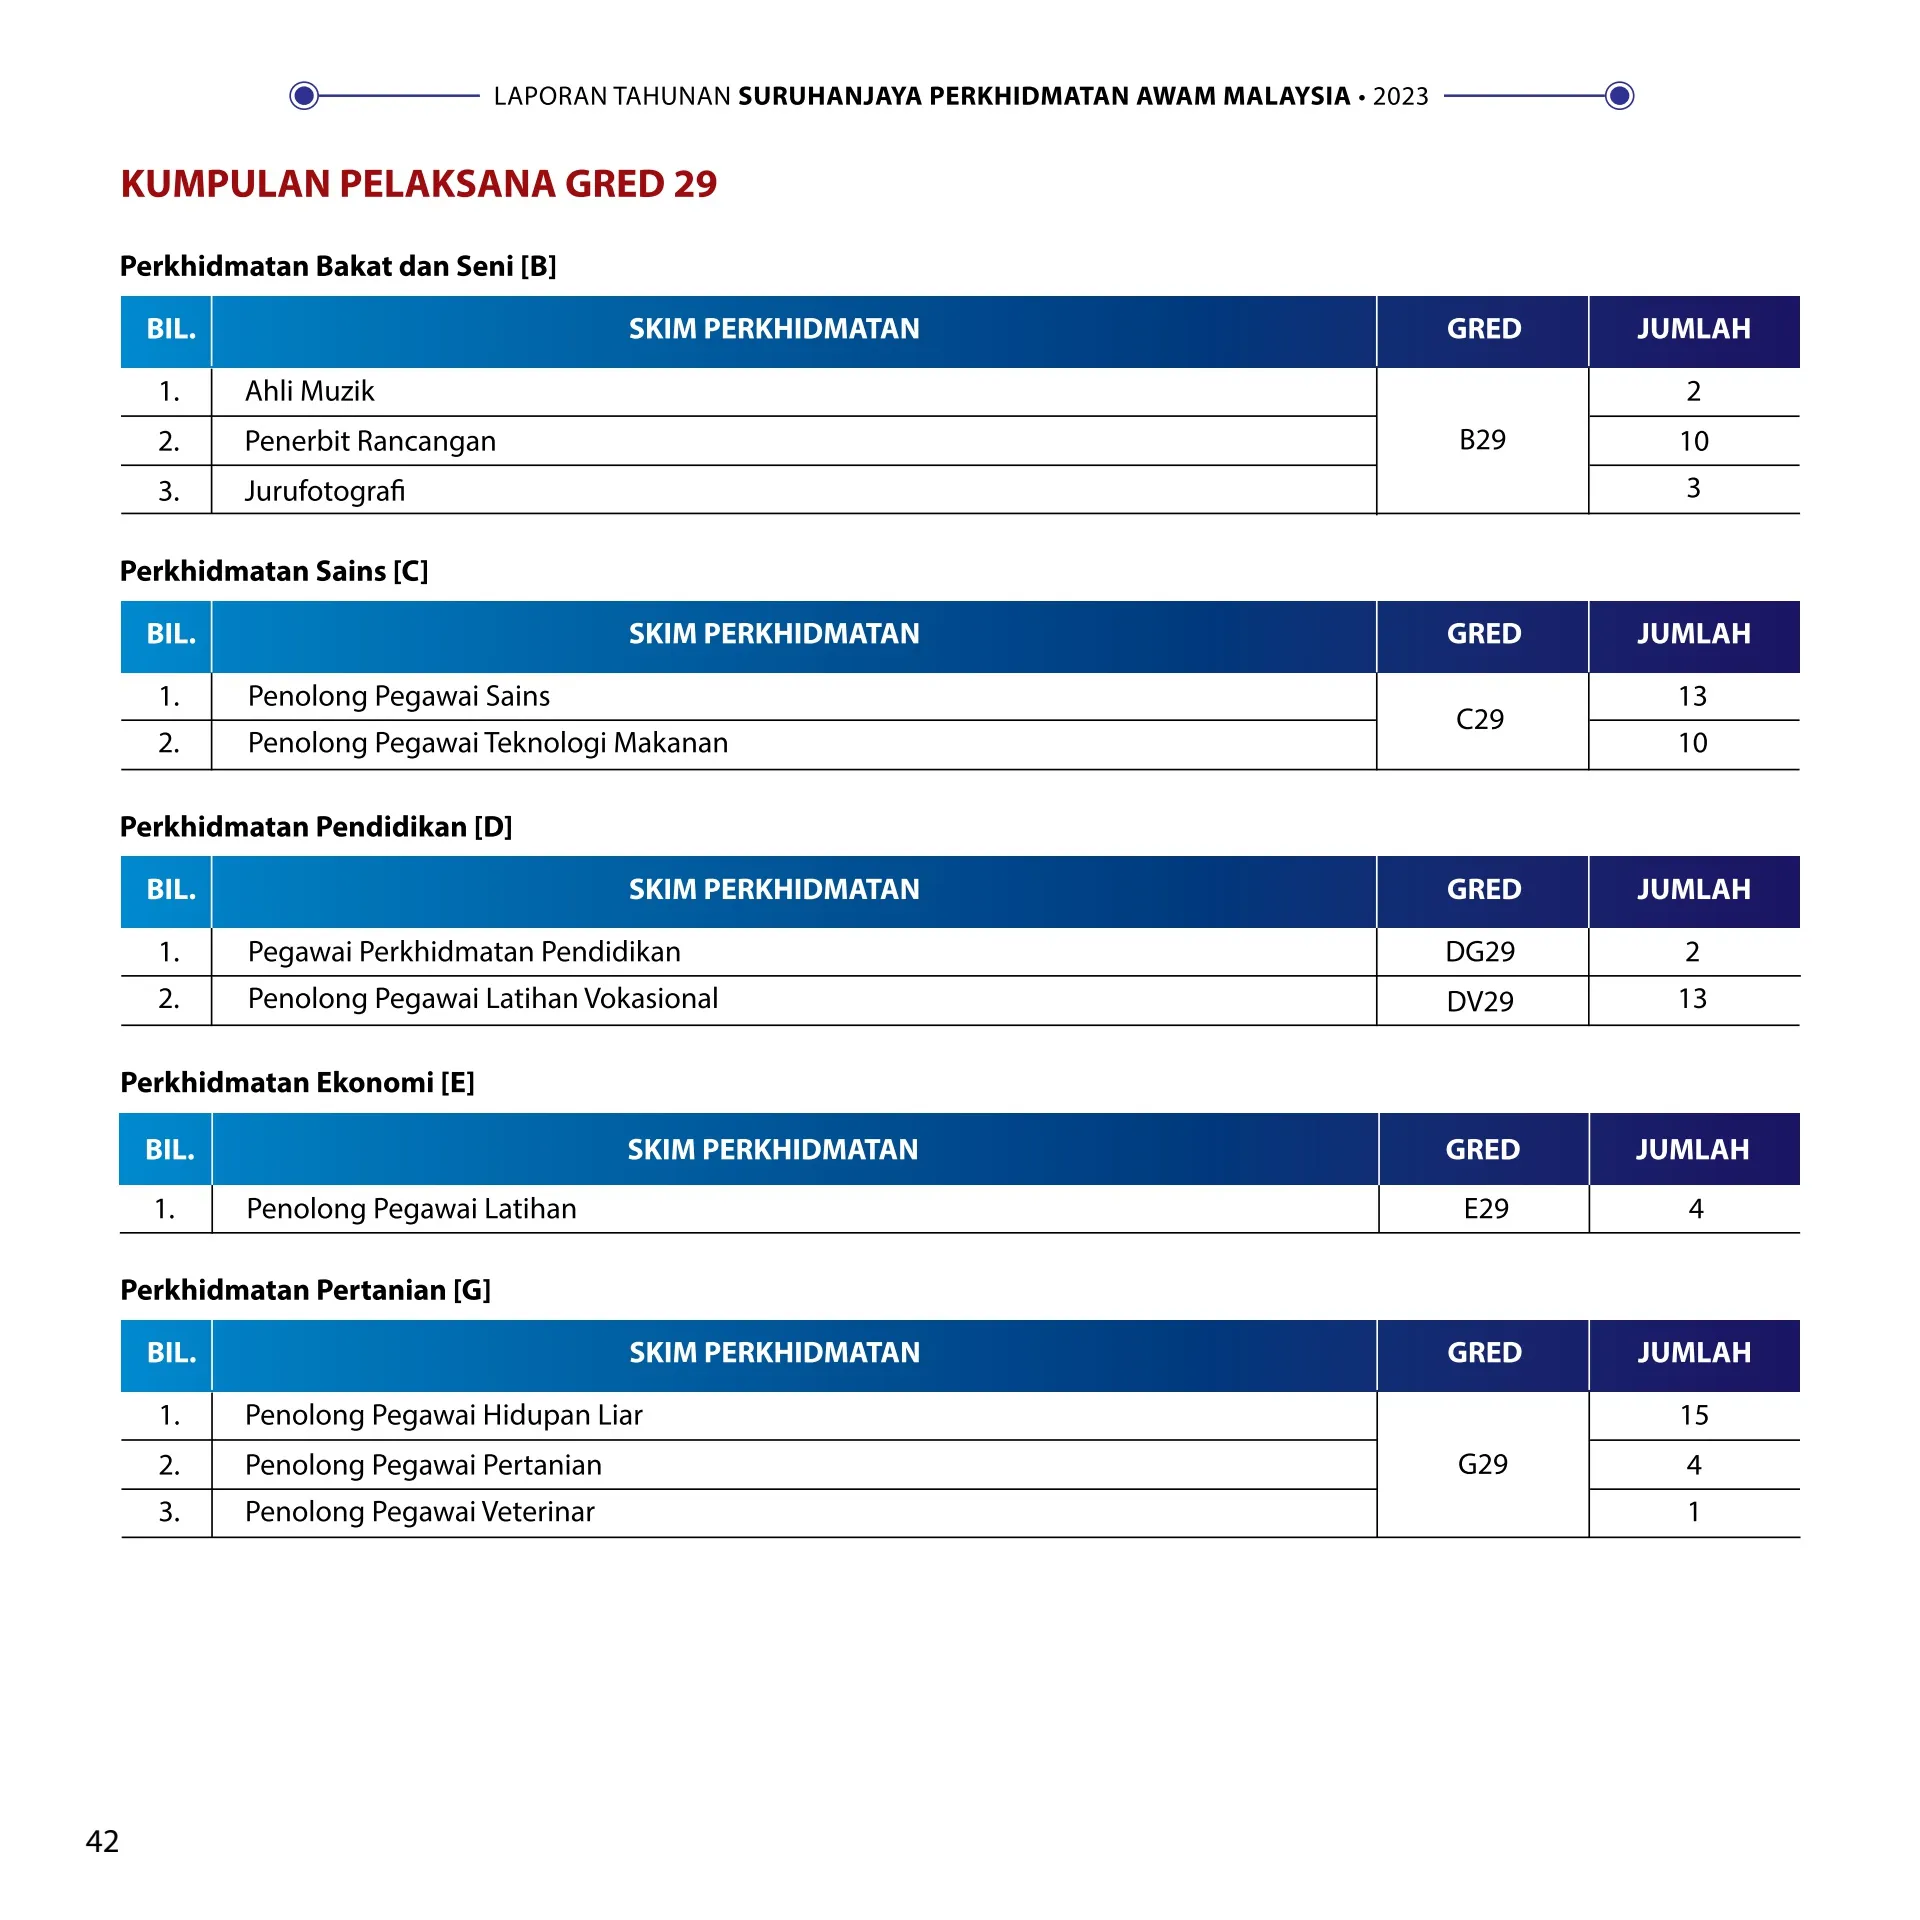 LAPORAN TAHUNAN SURUHANJAYA PERKHIDMATAN AWAM MALAYSIA • 2023
KUMPULAN PELAKSANA GRED 29
Perkhidmatan Bakat dan Seni [B]
BIL. SKIM PERKHIDMATAN GRED JUMLAH
1. Ahli Muzik 2
2. Penerbit Rancangan B29 10
3. Jurufotografi 3
Perkhidmatan Sains [C]
BIL. SKIM PERKHIDMATAN GRED JUMLAH
1. Penolong Pegawai Sains C29 13
2. Penolong Pegawai Teknologi Makanan 10
Perkhidmatan Pendidikan [D]
BIL. SKIM PERKHIDMATAN GRED JUMLAH
1. Pegawai Perkhidmatan Pendidikan DG29 2
2. Penolong Pegawai Latihan Vokasional DV29 13
Perkhidmatan Ekonomi [E]
BIL. SKIM PERKHIDMATAN GRED JUMLAH
1. Penolong Pegawai Latihan E29 4
Perkhidmatan Pertanian [G]
BIL. SKIM PERKHIDMATAN GRED JUMLAH
1. Penolong Pegawai Hidupan Liar 15
2. Penolong Pegawai Pertanian G29 4
3. Penolong Pegawai Veterinar 1
42